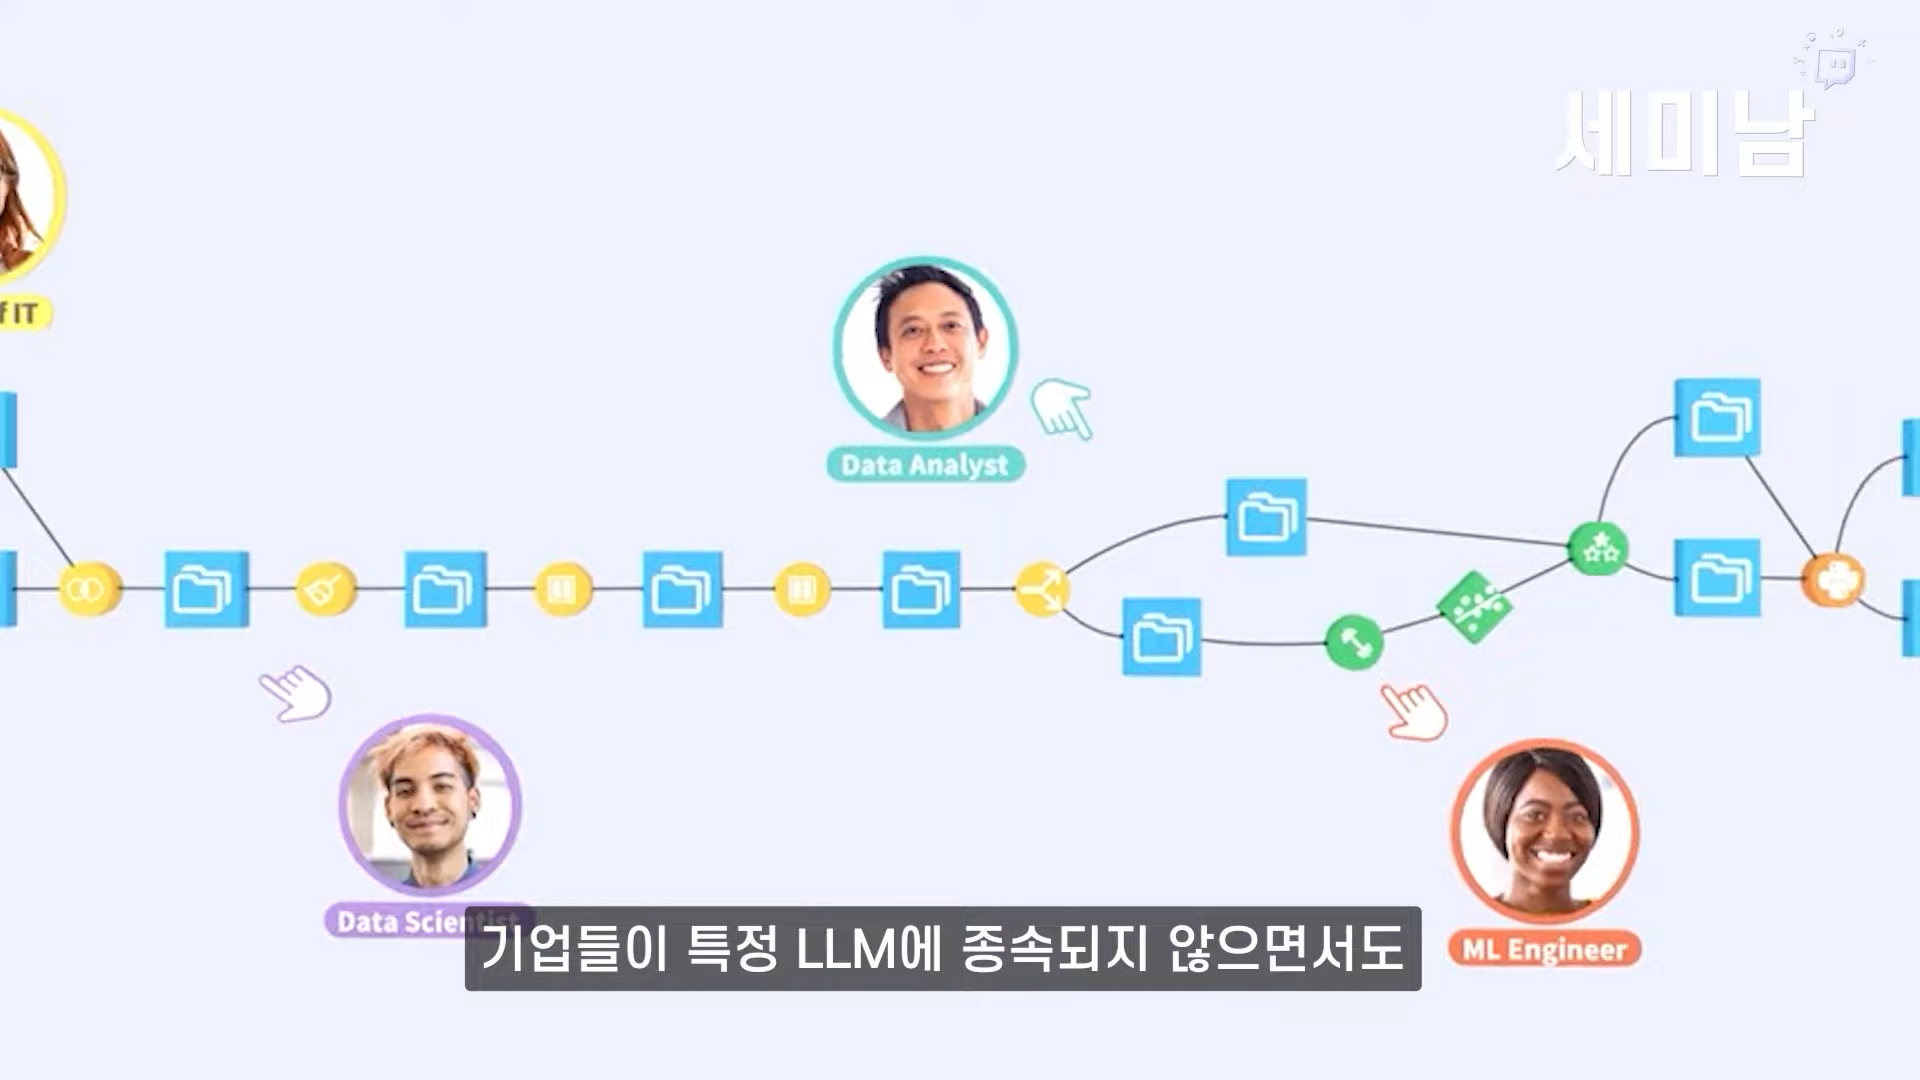 세미남
f IT
Data Analyst
Data Scientist
ML Engineer
기업들이 특정 LLM에 종속되지 않으면서도